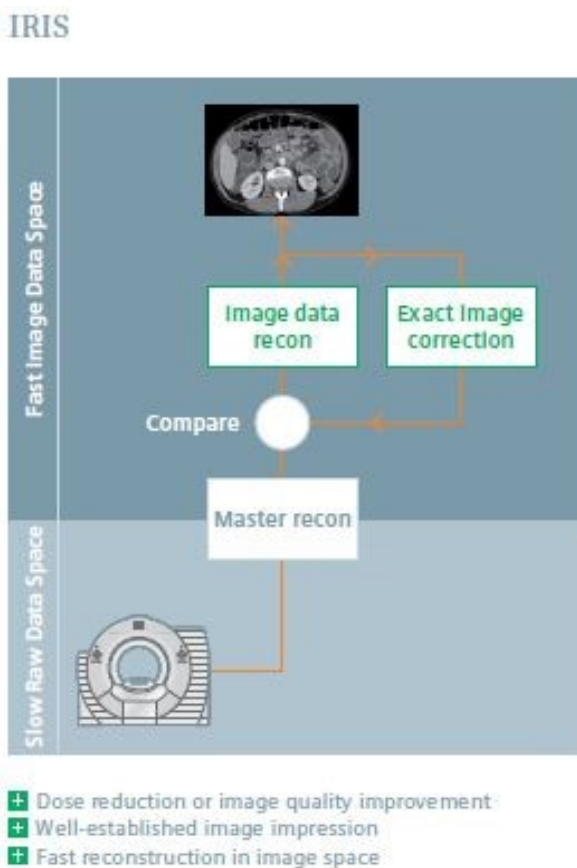 IRIS
Fast Image Data Space
Image data
recon
Exact image
correction
Compare
Master recon
Slow Raw Data Space
+ Dose reduction or image quality improvement
+ Well-established image impression
+ Fast reconstruction in image space